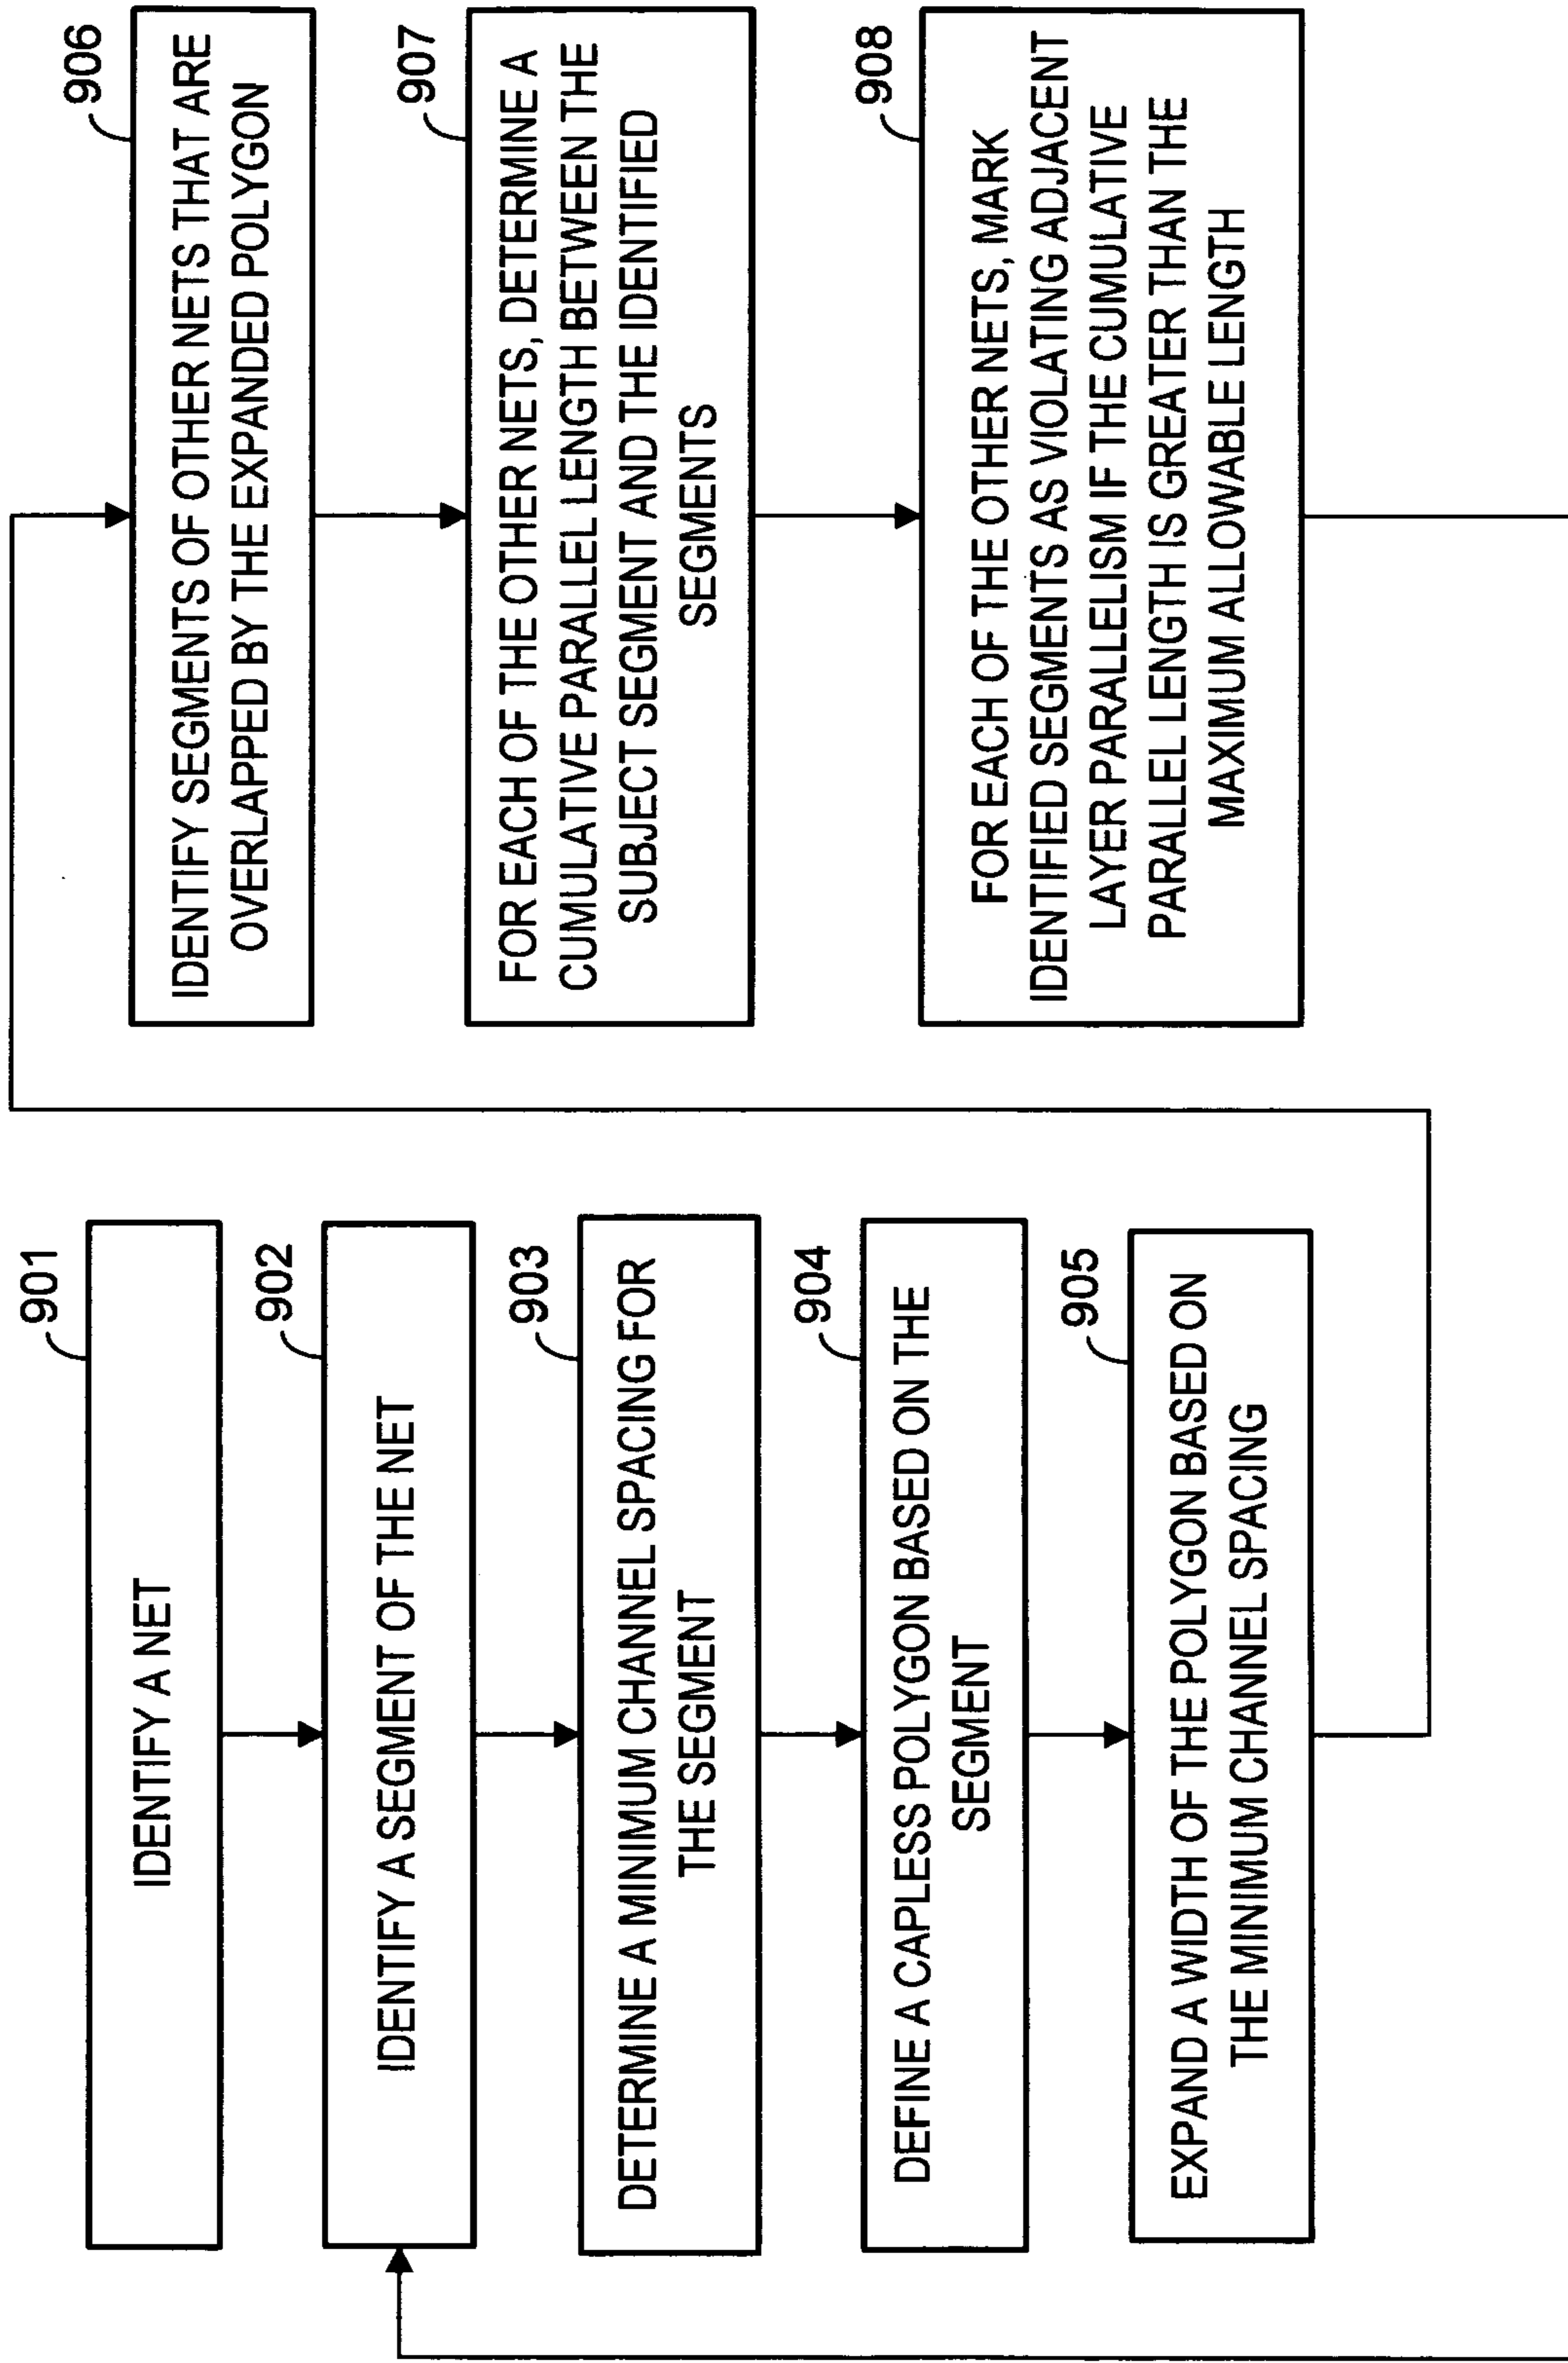 901
IDENTIFY A NET
902
IDENTIFY A SEGMENT OF THE NET
903
DETERMINE A MINIMUM CHANNEL SPACING FOR
THE SEGMENT
904
DEFINE A CAPLESS POLYGON BASED ON THE
SEGMENT
905
EXPAND A WIDTH OF THE POLYGON BASED ON
THE MINIMUM CHANNEL SPACING
906
IDENTIFY SEGMENTS OF OTHER NETS THAT ARE
OVERLAPPED BY THE EXPANDED POLYGON
907
FOR EACH OF THE OTHER NETS, DETERMINE A
CUMULATIVE PARALLEL LENGTH BETWEEN THE
SUBJECT SEGMENT AND THE IDENTIFIED
SEGMENTS
908
FOR EACH OF THE OTHER NETS, MARK
IDENTIFIED SEGMENTS AS VIOLATING ADJACENT
LAYER PARALLELISM IF THE CUMULATIVE
PARALLEL LENGTH IS GREATER THAN THE
MAXIMUM ALLOWABLE LENGTH